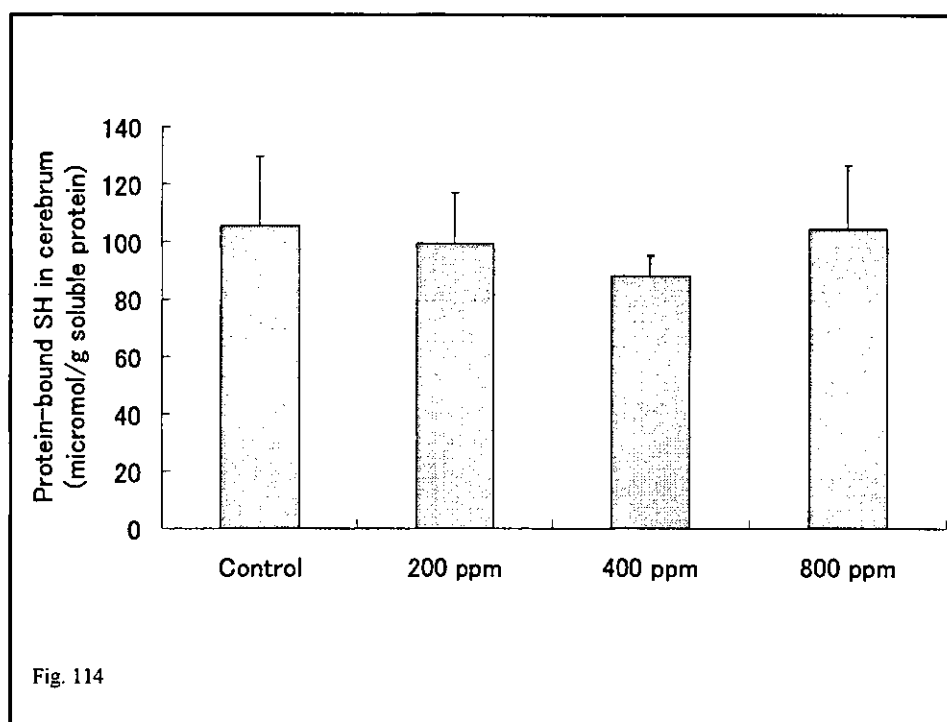 Protein-bound SH in cerebrum
(micromol/g soluble protein)
140
120
100
80
60
40
20
0
Control 200 ppm 400 ppm 800 ppm
Fig. 114